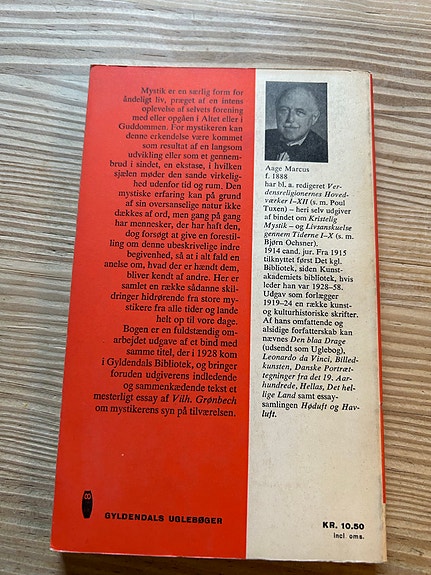 Mystik er en særlig form for
åndeligt liv, præget af en intens
oplevelse af selvets forening
med eller opgåen i Altet eller i
Guddommen. For mystikeren kan
denne erkendelse være kommet
som resultat af en langsom
udvikling eller som et gennem-
brud i sindet, en ekstase, i hvilken
sjælen møder den sande virkelig-
hed udenfor tid og rum. Den
mystiske erfaring kan på grund
af sin oversanselige natur ikke
dækkes af ord, men gang på gang
har mennesker, der har haft den,
dog forsøgt at give en forestil-
ling om denne ubeskrivelige indre
begivenhed, så at i alt fald en
anelse om, hvad der er hændt dem,
bliver kendt af andre. Her er
samlet en række sådanne skil-
dringer hidrørende fra store my-
stikere fra alle tider og lande
helt op til vore dage.
Bogen er en fuldstændig om-
arbejdet udgave af et bind med
samme titel, der i 1928 kom
i Gyldendals Bibliotek, og bringer
foruden udgiverens indledende
og sammenkædende tekst et
mesterligt essay af Vilh. Grønbech
om mystikerens syn på tilværelsen.
GYLDENDALS UGLEBØGER
Aage Marcus
f. 1888
har bl. a. redigeret Ver-
densreligionernes Hoved-
værker I-XII (s. m. Poul
Tuxen) – heri selv udgiver
af bindet om Kristelig
Mystik – og Livsanskuelse
gennem Tiderne I-X (s. m.
Bjørn Ochsner).
1914 cand. jur. Fra 1915
tilknyttet først Det kgl.
Bibliotek, siden Kunst-
akademiets bibliotek, hvis
leder han var 1928-58.
Udgav som forlægger
1919-24 en række kunst-
og kulturhistoriske skrifter.
Af hans omfattende og
alsidige forfatterskab kan
nævnes Den blaa Drage
(udsendt som Uglebog),
Leonardo da Vinci, Billed-
kunsten, Danske Portræt-
tegninger fra det 19. Aar-
hundrede, Hellas, Det hel-
lige Land samt essay-
samlingen Høduft og Hav-
luft.
KR. 10.50
incl. oms.